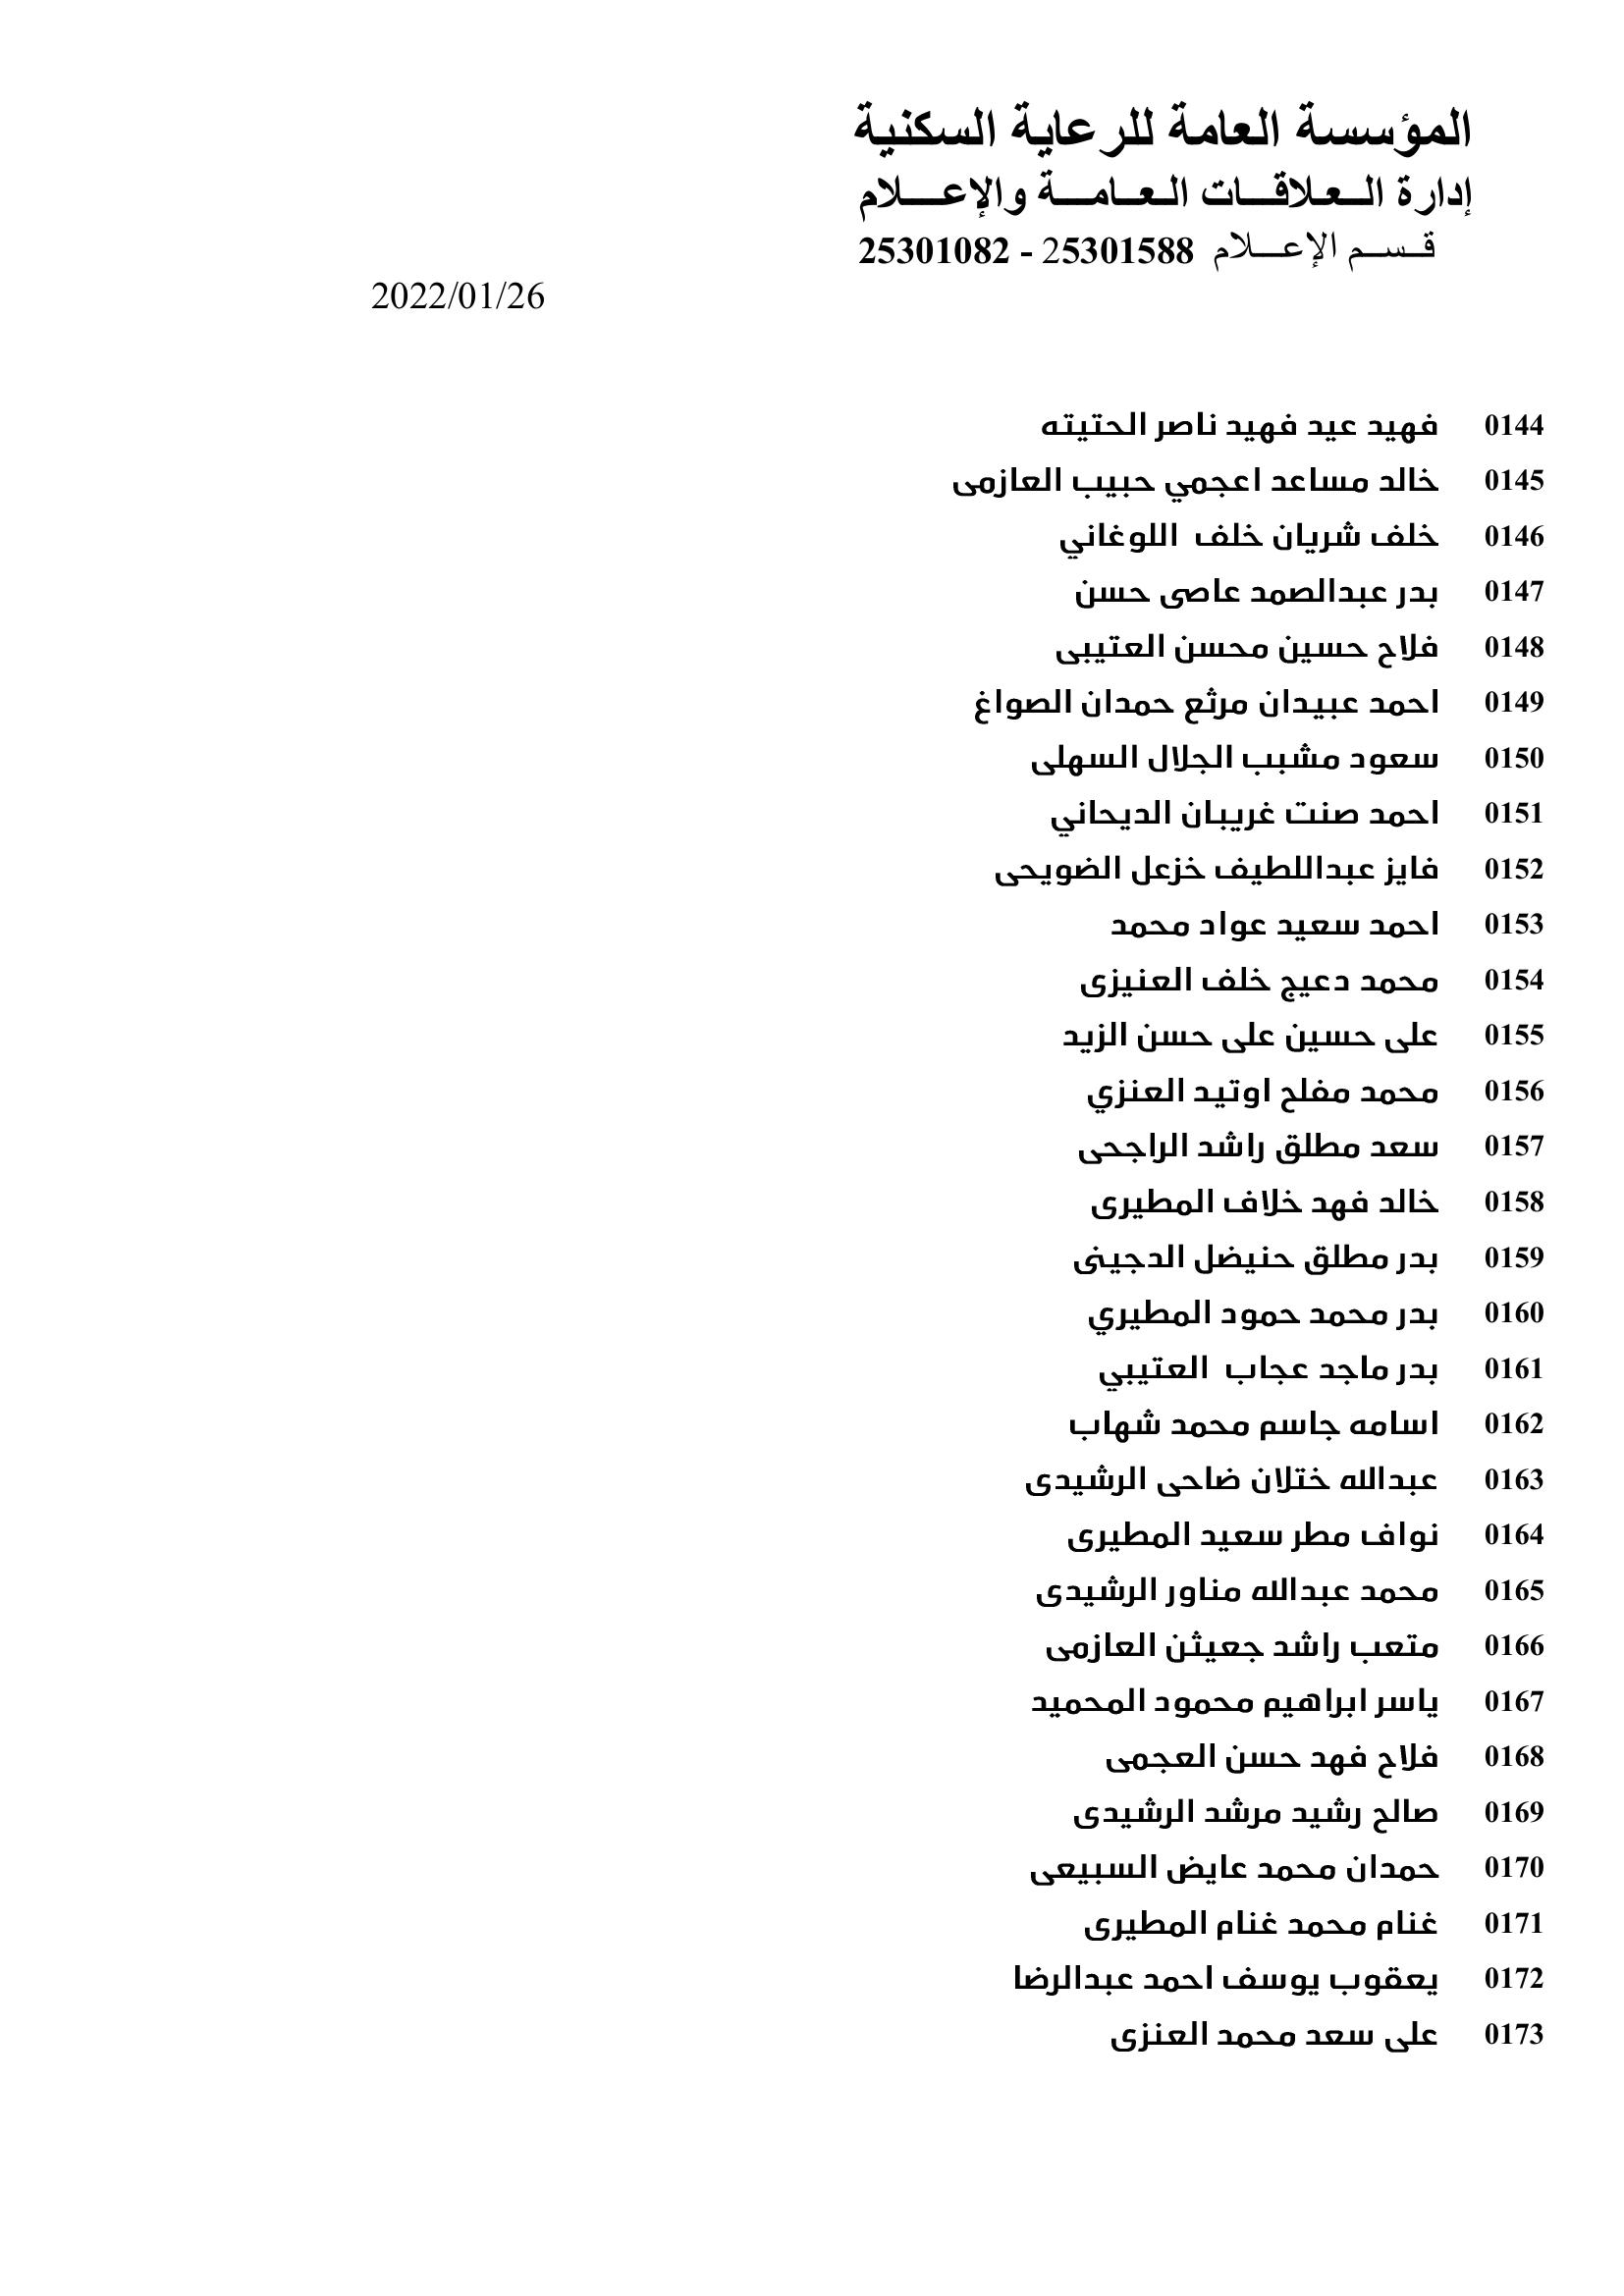 المؤسسة العامة للرعاية السكنية
إدارة الـعـلاقـــات الـعــامـــة والإعـــلام
قــســم الإعـــلام 25301588 - 25301082
2022/01/26
0144 فهيد عيد فهيد ناصر الحتيته
0145 خالد مساعد اعجمي حبيب العازمى
0146 خلف شريان خلف اللوغاني
0147 بدر عبدالصمد عاصى حسن
0148 فلاح حسين محسن العتيبى
0149 احمد عبيدان مرثع حمدان الصواغ
0150 سعود مشبب الجلال السهلى
0151 احمد صنت غريبان الديحاني
0152 فايز عبداللطيف خزعل الضويحى
0153 احمد سعيد عواد محمد
0154 محمد دعيج خلف العنيزى
0155 على حسين على حسن الزيد
0156 محمد مفلح اوتيد العنزي
0157 سعد مطلق راشد الراجحى
0158 خالد فهد خلاف المطيرى
0159 بدر مطلق حنيضل الدجينى
0160 بدر محمد حمود المطيري
0161 بدر ماجد عجاب العتيبي
0162 اسامه جاسم محمد شهاب
0163 عبدالله ختلان ضاحى الرشيدى
0164 نواف مطر سعيد المطيرى
0165 محمد عبدالله مناور الرشيدى
0166 متعب راشد جعيثن العازمى
0167 ياسر ابراهيم محمود المحميد
0168 فلاح فهد حسن العجمى
0169 صالح رشيد مرشد الرشيدى
0170 حمدان محمد عايض السبيعى
0171 غنام محمد غنام المطيرى
0172 يعقوب يوسف احمد عبدالرضا
0173 على سعد محمد العنزى